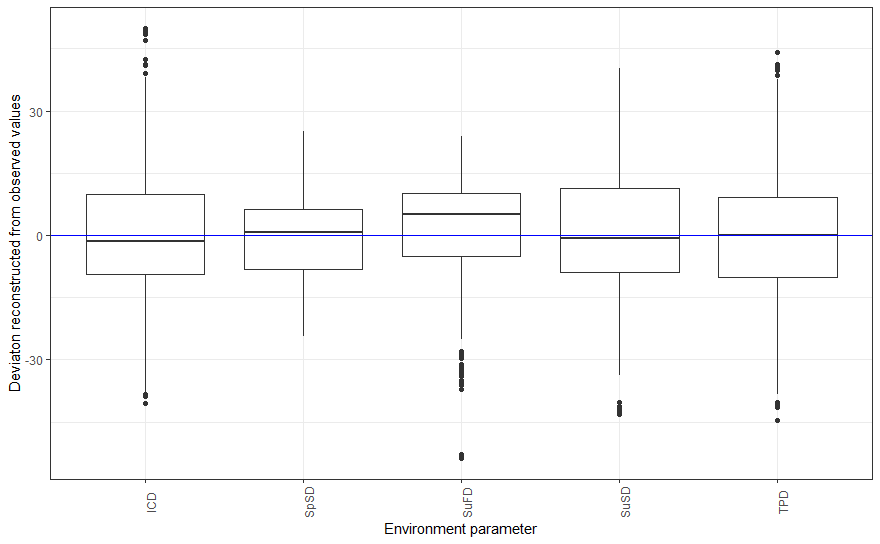 Deviaton reconstructed from observed values
30
0
-30
ICD
SpSD
SuFD
SuSD
TPD
Environment parameter